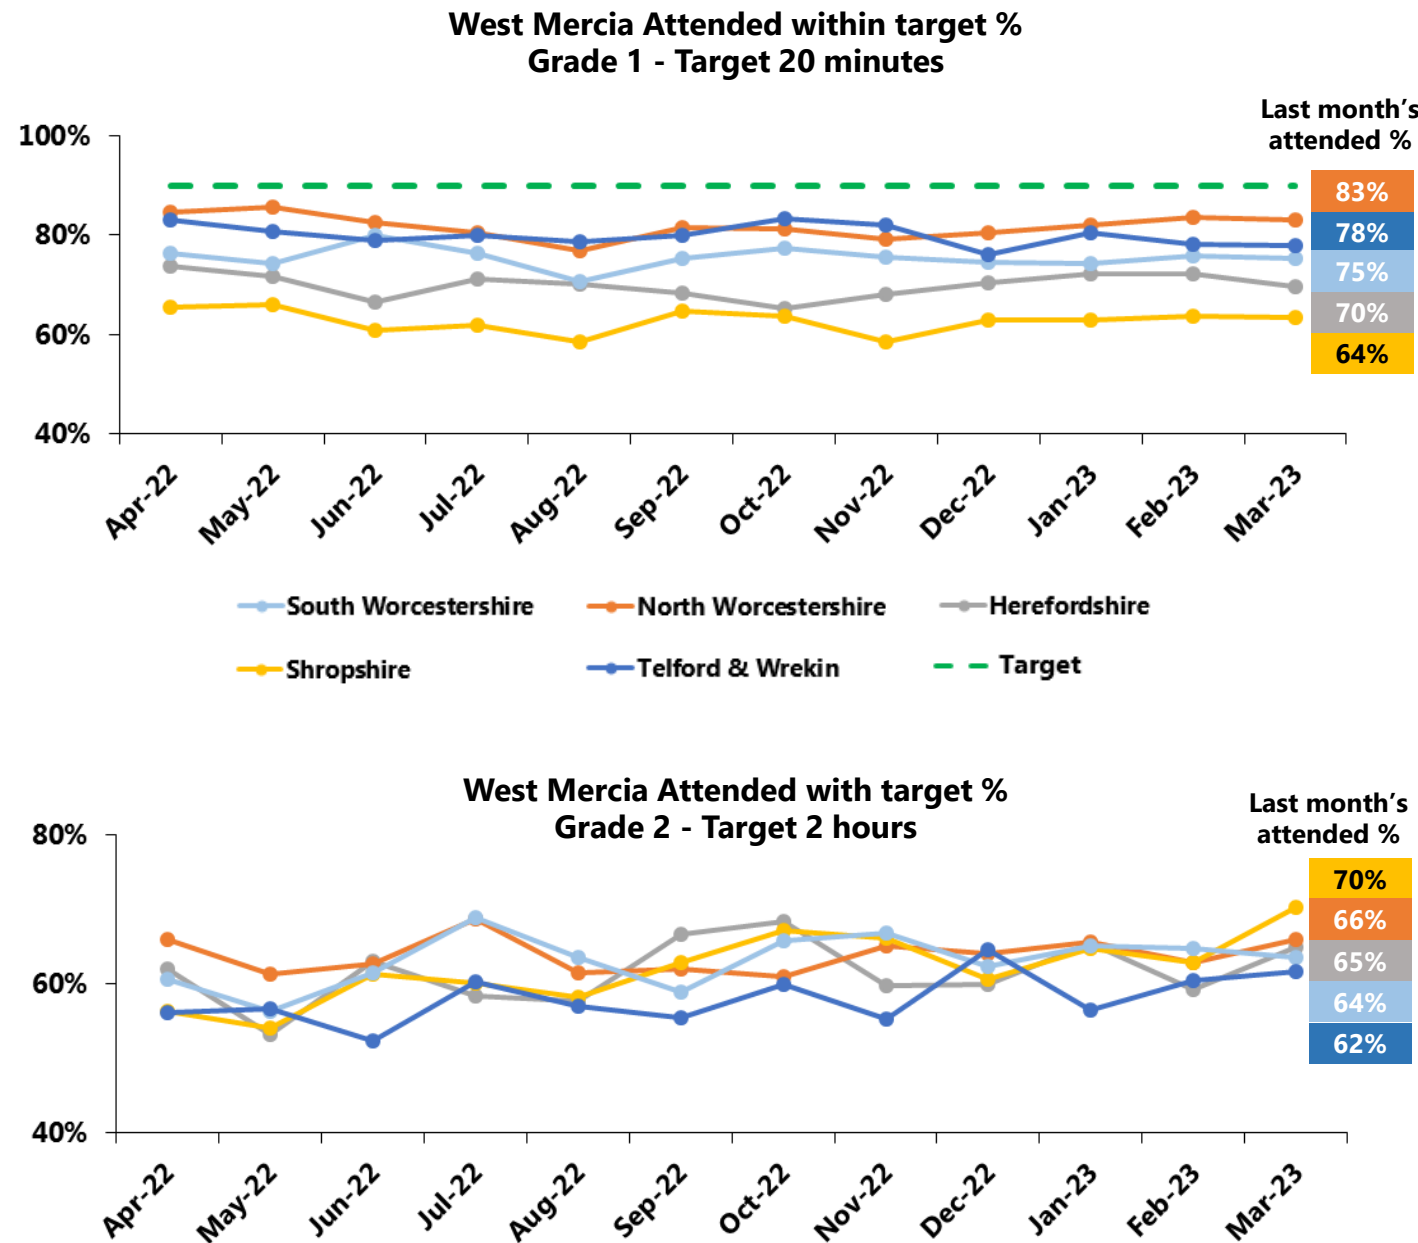 West Mercia Attended within target %
Grade 1 - Target 20 minutes
Last month's
attended %
100%
80%
60%
40%
83%
78%
75%
70%
64%
Apr-22
May-22
Jun-22
Jul-22
Aug-22
Sep-22
Oct-22
Nov-22
Dec-22
Jan-23
Feb-23
Mar-23
South Worcestershire
North Worcestershire
Herefordshire
Shropshire
Telford & Wrekin
Target
West Mercia Attended with target %
Grade 2 - Target 2 hours
Last month's
attended %
80%
60%
40%
70%
66%
65%
64%
62%
Apr-22
May-22
Jun-22
Jul-22
Aug-22
Sep-22
Oct-22
Nov-22
Dec-22
Jan-23
Feb-23
Mar-23